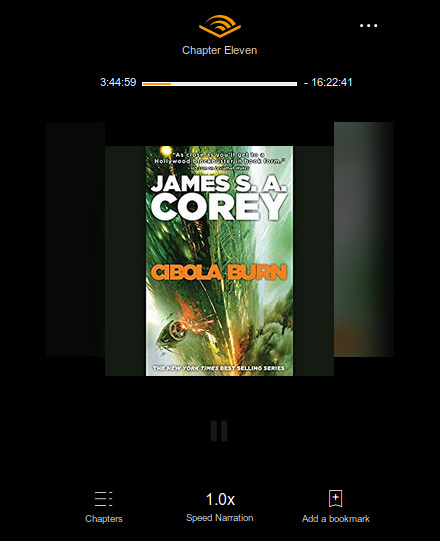 Chapter Eleven
3:44:59 - 16:22:41
"As close as you'll get to a
Hollywood blockbuster in book form."
JAMES S. A.
COREY
CIBOLA BURN
THE NEW YORK TIMES BEST SELLING SERIES
Chapters
1.0x
Speed Narration
Add a bookmark